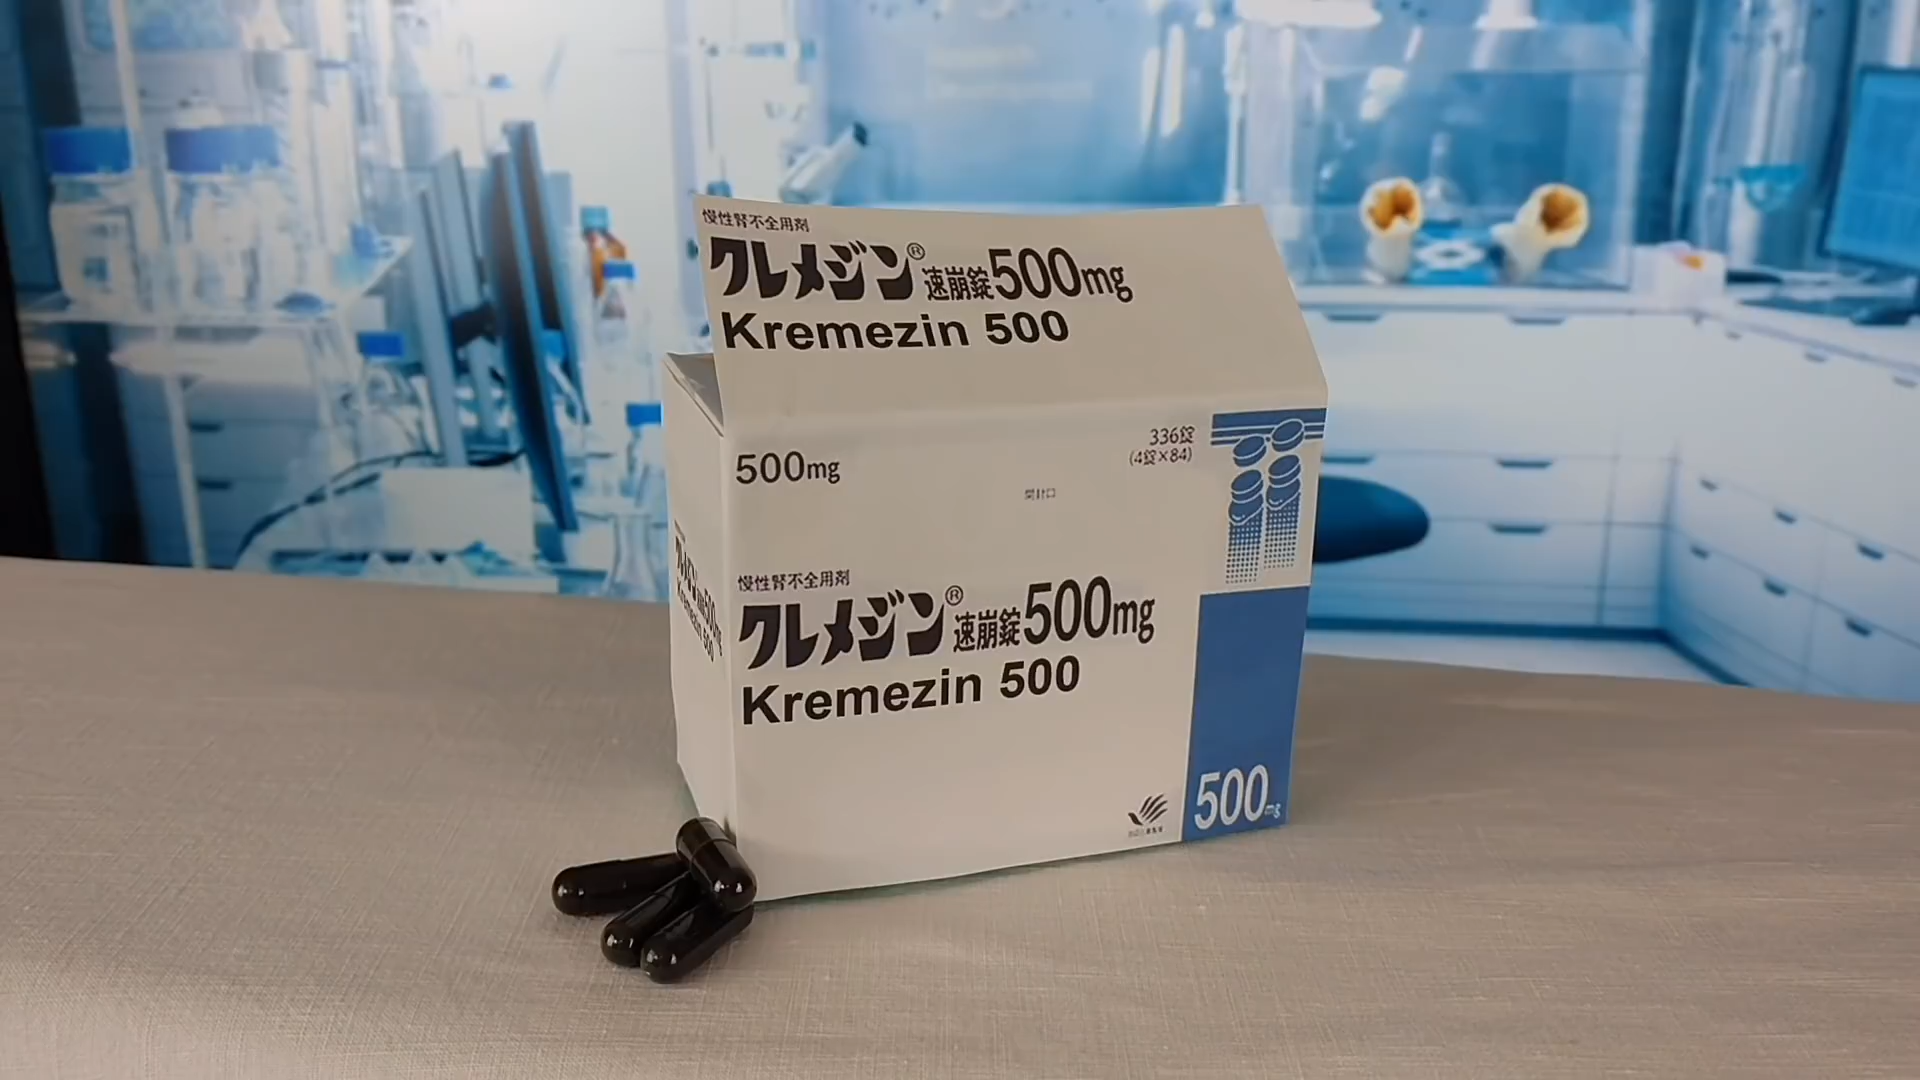 慢性腎不全用剤
クレメジン® 速崩錠500mg
Kremezin 500
500mg
336錠
(4錠×84)
開封口
慢性腎不全用剤
クレメジン® 速崩錠500mg
Kremezin 500
500mg
Kremezin 500